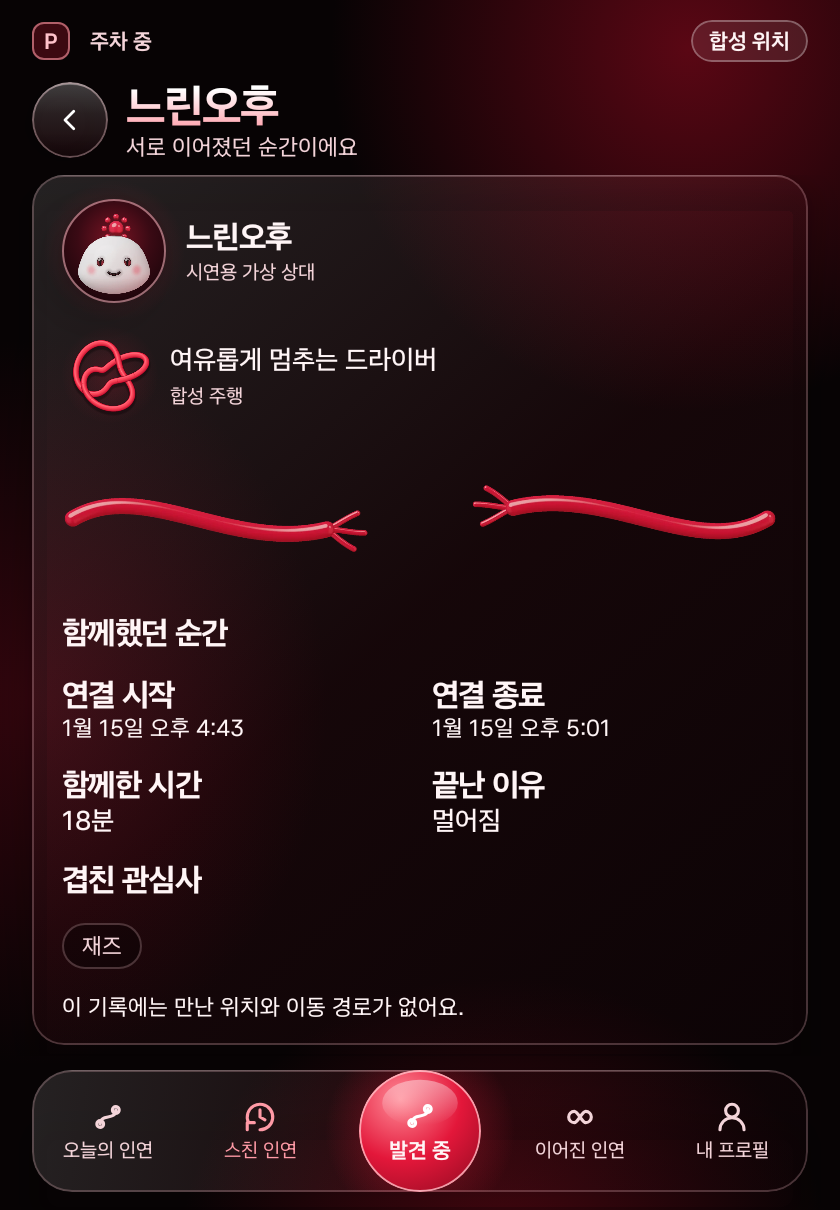 P 주차 중
합성 위치
느린오후
서로 이어졌던 순간이에요
느린오후
시연용 가상 상대
여유롭게 멈추는 드라이버
합성 주행
함께했던 순간
연결 시작
1월 15일 오후 4:43
연결 종료
1월 15일 오후 5:01
함께한 시간
18분
끝난 이유
멀어짐
겹친 관심사
재즈
이 기록에는 만난 위치와 이동 경로가 없어요.
오늘의 인연
스친 인연
발견 중
이어진 인연
내 프로필